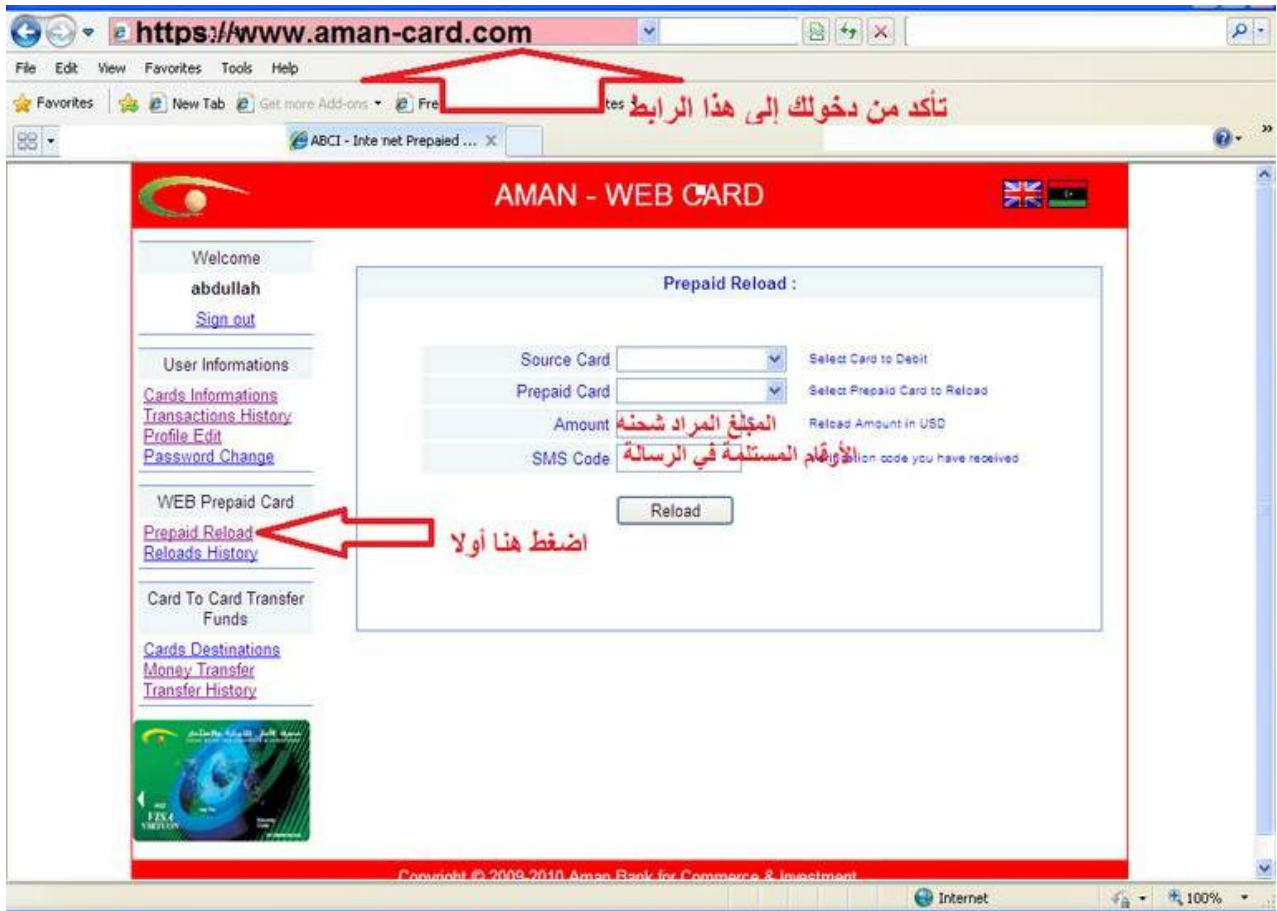 https://www.aman-card.com
File Edit View Favorites Tools Help
Favorites New Tab Get more Add-ons Fre tes
تأكد من دخولك إلى هذا الرابط
ABCI - Inte net Prepaied ...
AMAN - WEB CARD
Welcome
abdullah
Sign out
User Informations
Cards Informations
Transactions History
Profile Edit
Password Change
WEB Prepaid Card
Prepaid Reload
Reloads History
Card To Card Transfer
Funds
Cards Destinations
Money Transfer
Transfer History
Prepaid Reload :
Source Card Select Card to Debit
Prepaid Card Select Prepaid Card to Reload
Amount المبلغ المراد شحنه Reload Amount in USD
SMS Code الأرقام المستلمة في الرسالة code you have received
Reload
اضغط هنا أولا
Copyright © 2009-2010 Aman Bank for Commerce & Investment
Internet 100%